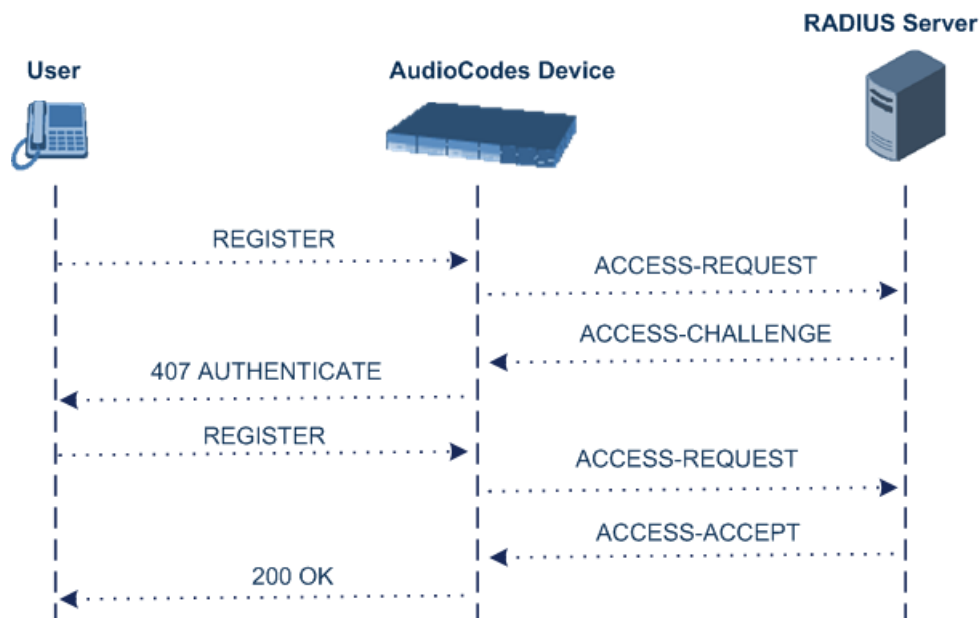 RADIUS Server
User
AudioCodes Device
REGISTER
ACCESS-REQUEST
ACCESS-CHALLENGE
407 AUTHENTICATE
REGISTER
ACCESS-REQUEST
ACCESS-ACCEPT
200 OK